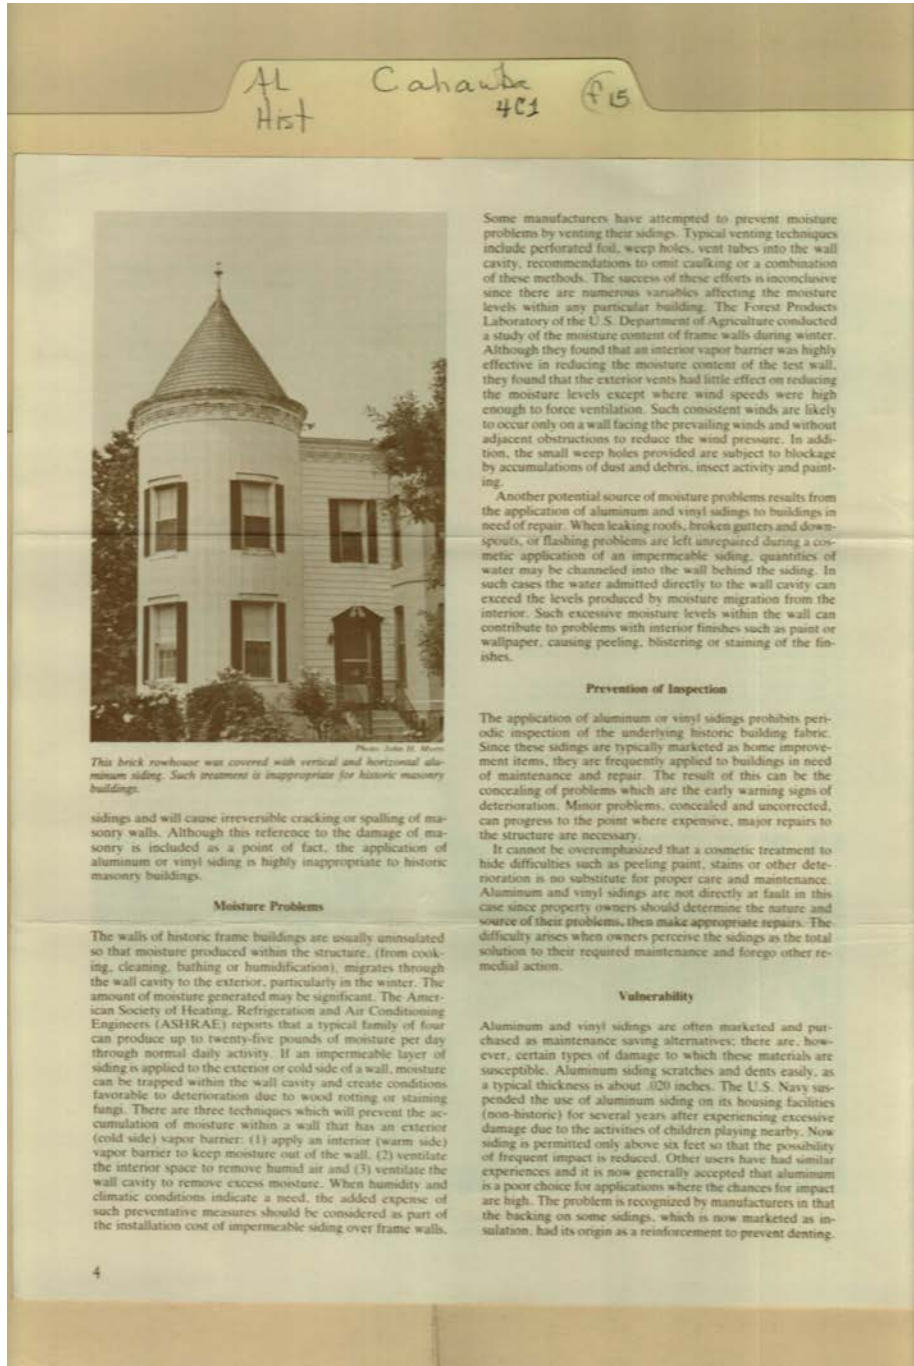 AL Cahawba
Hist 4C1 f15
Photo: John H. Myers
This brick rowhouse was covered with vertical and horizontal alu-
minum siding. Such treatment is inappropriate for historic masonry
buildings.
sidings and will cause irreversible cracking or spalling of ma-
sonry walls. Although this reference to the damage of ma-
sonry is included as a point of fact, the application of
aluminum or vinyl siding is highly inappropriate to historic
masonry buildings.
Moisture Problems
The walls of historic frame buildings are usually uninsulated
so that moisture produced within the structure, (from cook-
ing, cleaning, bathing or humidification), migrates through
the wall cavity to the exterior, particularly in the winter. The
amount of moisture generated may be significant. The Amer-
ican Society of Heating, Refrigeration and Air Conditioning
Engineers (ASHRAE) reports that a typical family of four
can produce up to twenty-five pounds of moisture per day
through normal daily activity. If an impermeable layer of
siding is applied to the exterior or cold side of a wall, moisture
can be trapped within the wall cavity and create conditions
favorable to deterioration due to wood rotting or staining
fungi. There are three techniques which will prevent the ac-
cumulation of moisture within a wall that has an exterior
(cold side) vapor barrier: (1) apply an interior (warm side)
vapor barrier to keep moisture out of the wall, (2) ventilate
the interior space to remove humid air and (3) ventilate the
wall cavity to remove excess moisture. When humidity and
climatic conditions indicate a need, the added expense of
such preventative measures should be considered as part of
the installation cost of impermeable siding over frame walls.
4
Some manufacturers have attempted to prevent moisture
problems by venting their sidings. Typical venting techniques
include perforated foil, weep holes, vent tubes into the wall
cavity, recommendations to omit caulking or a combination
of these methods. The success of these efforts is inconclusive
since there are numerous variables affecting the moisture
levels within any particular building. The Forest Products
Laboratory of the U.S. Department of Agriculture conducted
a study of the moisture content of frame walls during winter.
Although they found that an interior vapor barrier was highly
effective in reducing the moisture content of the test wall,
they found that the exterior vents had little effect on reducing
the moisture levels except where wind speeds were high
enough to force ventilation. Such consistent winds are likely
to occur only on a wall facing the prevailing winds and without
adjacent obstructions to reduce the wind pressure. In addi-
tion, the small weep holes provided are subject to blockage
by accumulations of dust and debris, insect activity and paint-
ing.
Another potential source of moisture problems results from
the application of aluminum and vinyl sidings to buildings in
need of repair. When leaking roofs, broken gutters and down-
spouts, or flashing problems are left unrepaired during a cos-
metic application of an impermeable siding, quantities of
water may be channeled into the wall behind the siding. In
such cases the water admitted directly to the wall cavity can
exceed the levels produced by moisture migration from the
interior. Such excessive moisture levels within the wall can
contribute to problems with interior finishes such as paint or
wallpaper, causing peeling, blistering or staining of the fin-
ishes.
Prevention of Inspection
The application of aluminum or vinyl sidings prohibits peri-
odic inspection of the underlying historic building fabric.
Since these sidings are typically marketed as home improve-
ment items, they are frequently applied to buildings in need
of maintenance and repair. The result of this can be the
concealing of problems which are the early warning signs of
deterioration. Minor problems, concealed and uncorrected,
can progress to the point where expensive, major repairs to
the structure are necessary.
It cannot be overemphasized that a cosmetic treatment to
hide difficulties such as peeling paint, stains or other dete-
rioration is no substitute for proper care and maintenance.
Aluminum and vinyl sidings are not directly at fault in this
case since property owners should determine the nature and
source of their problems, then make appropriate repairs. The
difficulty arises when owners perceive the sidings as the total
solution to their required maintenance and forego other re-
medial action.
Vulnerability
Aluminum and vinyl sidings are often marketed and pur-
chased as maintenance saving alternatives; there are, how-
ever, certain types of damage to which these materials are
susceptible. Aluminum siding scratches and dents easily, as
a typical thickness is about .020 inches. The U.S. Navy sus-
pended the use of aluminum siding on its housing facilities
(non-historic) for several years after experiencing excessive
damage due to the activities of children playing nearby. Now
siding is permitted only above six feet so that the possibility
of frequent impact is reduced. Other users have had similar
experiences and it is now generally accepted that aluminum
is a poor choice for applications where the chances for impact
are high. The problem is recognized by manufacturers in that
the backing on some sidings, which is now marketed as in-
sulation, had its origin as a reinforcement to prevent denting.